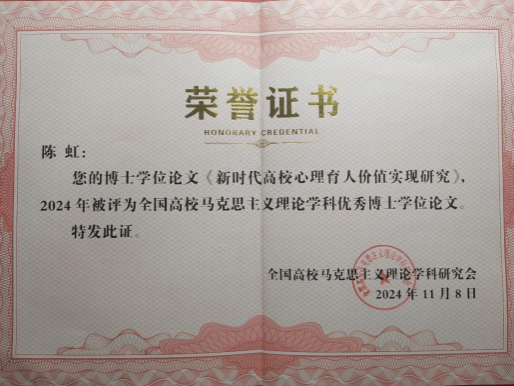 荣誉证书
HONORARY CREDENTIAL
陈 虹：
您的博士学位论文《新时代高校心理育人价值实现研究》，
2024 年被评为全国高校马克思主义理论学科优秀博士学位论文。
特发此证。
全国高校马克思主义理论学科研究会
2024 年 11 月 8 日